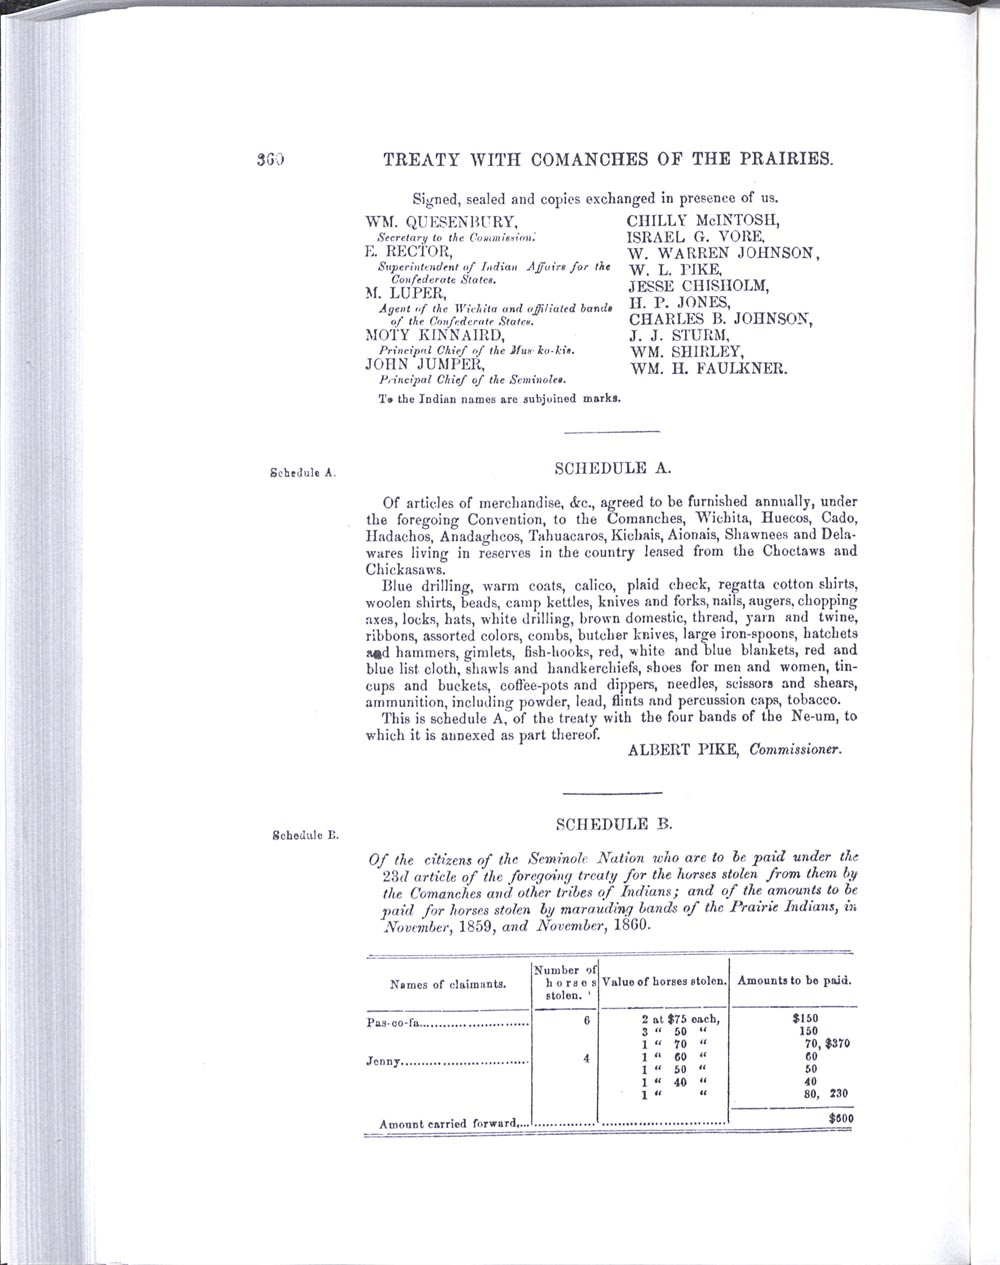 360 TREATY WITH COMANCHES OF THE PRAIRIES.
Signed, sealed and copies exchanged in presence of us.
WM. QUESENBURY,
Secretary to the Commission.
E. RECTOR,
Superintendent of Indian Affairs for the
Confederate States.
M. LUPER,
Agent of the Wichita and affiliated bands
of the Confederate States.
MOTY KINNAIRD,
Principal Chief of the Mus-ko-kis.
JOHN JUMPER,
Principal Chief of the Seminoles.
To the Indian names are subjoined marks.
CHILLY McINTOSH,
ISRAEL G. VORE,
W. WARREN JOHNSON,
W. L. PIKE,
JESSE CHISHOLM,
H. P. JONES,
CHARLES B. JOHNSON,
J. J. STURM,
WM. SHIRLEY,
WM. H. FAULKNER.
Schedule A.
SCHEDULE A.
Of articles of merchandise, &c., agreed to be furnished annually, under
the foregoing Convention, to the Comanches, Wichita, Huecos, Cado,
Hadachos, Anadaghcos, Tahuacaros, Kichais, Aionais, Shawnees and Dela-
wares living in reserves in the country leased from the Choctaws and
Chickasaws.
Blue drilling, warm coats, calico, plaid check, regatta cotton shirts,
woolen shirts, beads, camp kettles, knives and forks, nails, augers, chopping
axes, locks, hats, white drilling, brown domestic, thread, yarn and twine,
ribbons, assorted colors, combs, butcher knives, large iron-spoons, hatchets
and hammers, gimlets, fish-hooks, red, white and blue blankets, red and
blue list cloth, shawls and handkerchiefs, shoes for men and women, tin-
cups and buckets, coffee-pots and dippers, needles, scissors and shears,
ammunition, including powder, lead, flints and percussion caps, tobacco.
This is schedule A, of the treaty with the four bands of the Ne-um, to
which it is annexed as part thereof.
ALBERT PIKE, Commissioner.
Schedule B.
SCHEDULE B.
Of the citizens of the Seminole Nation who are to be paid under the
23d article of the foregoing treaty for the horses stolen from them by
the Comanches and other tribes of Indians; and of the amounts to be
paid for horses stolen by marauding bands of the Prairie Indians, in
November, 1859, and November, 1860.
Names of claimants. Number of horses stolen. Value of horses stolen. Amounts to be paid.
Pas-co-fa........................... 6 2 at $75 each, $150
3 “ 50 “ 150
1 “ 70 “ 70, $370
Jenny............................... 4 1 “ 60 “ 60
1 “ 50 “ 50
1 “ 40 “ 40
1 “ “ 80, 230
Amount carried forward,... ............... .............................. $600